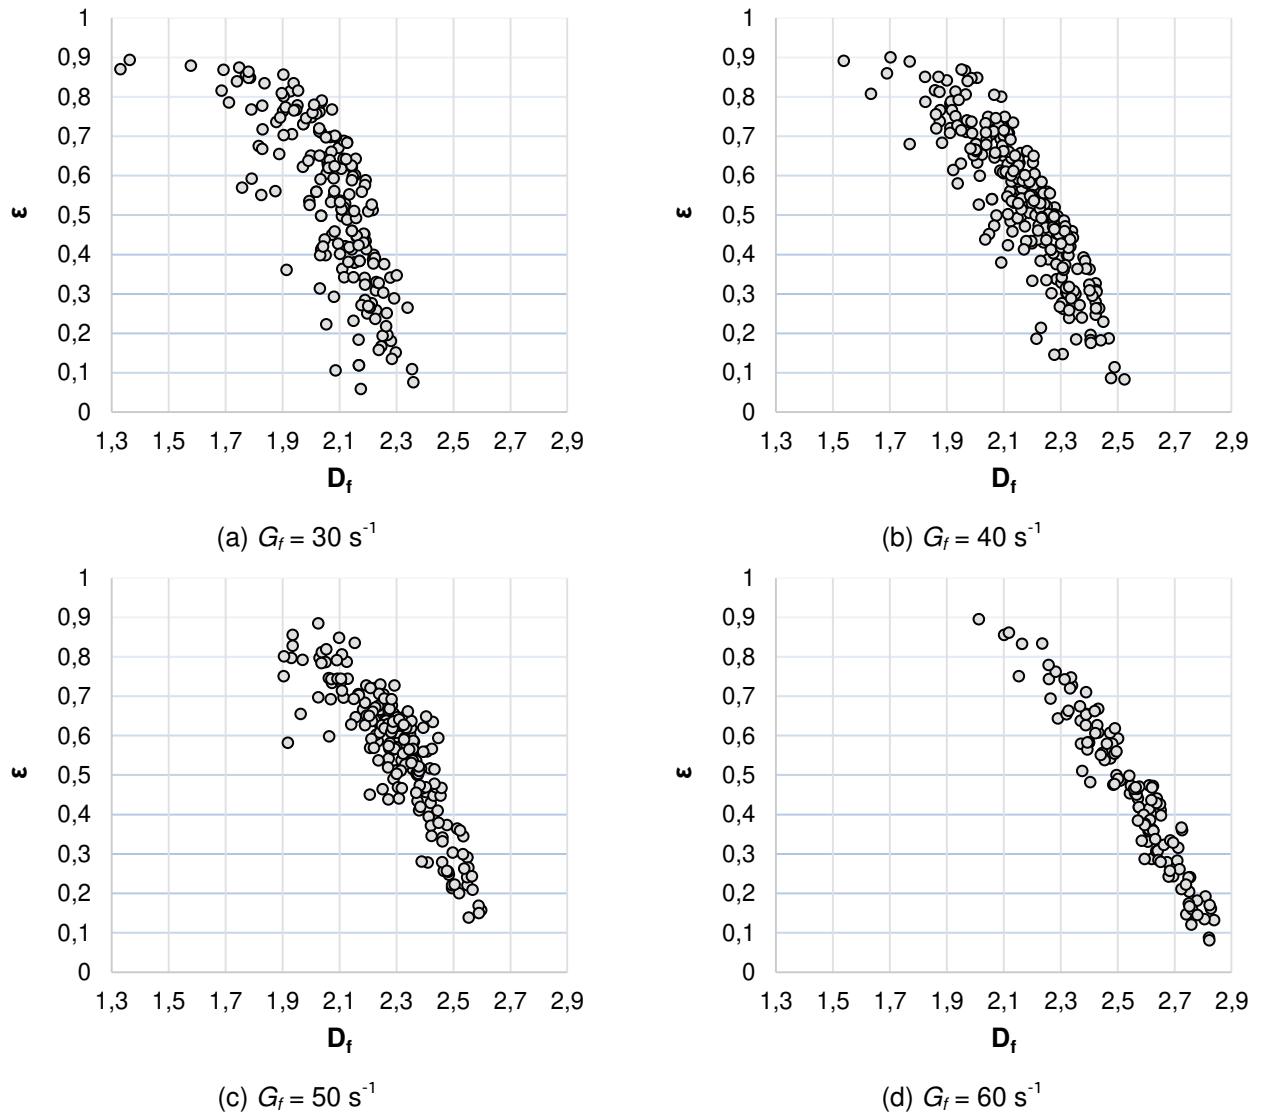 1
0,9
0,8
0,7
0,6
0,5
0,4
0,3
0,2
0,1
0
ε
1,3 1,5 1,7 1,9 2,1 2,3 2,5 2,7 2,9
Df
(a) Gf = 30 s-1
1
0,9
0,8
0,7
0,6
0,5
0,4
0,3
0,2
0,1
0
ε
1,3 1,5 1,7 1,9 2,1 2,3 2,5 2,7 2,9
Df
(b) Gf = 40 s-1
1
0,9
0,8
0,7
0,6
0,5
0,4
0,3
0,2
0,1
0
ε
1,3 1,5 1,7 1,9 2,1 2,3 2,5 2,7 2,9
Df
(c) Gf = 50 s-1
1
0,9
0,8
0,7
0,6
0,5
0,4
0,3
0,2
0,1
0
ε
1,3 1,5 1,7 1,9 2,1 2,3 2,5 2,7 2,9
Df
(d) Gf = 60 s-1